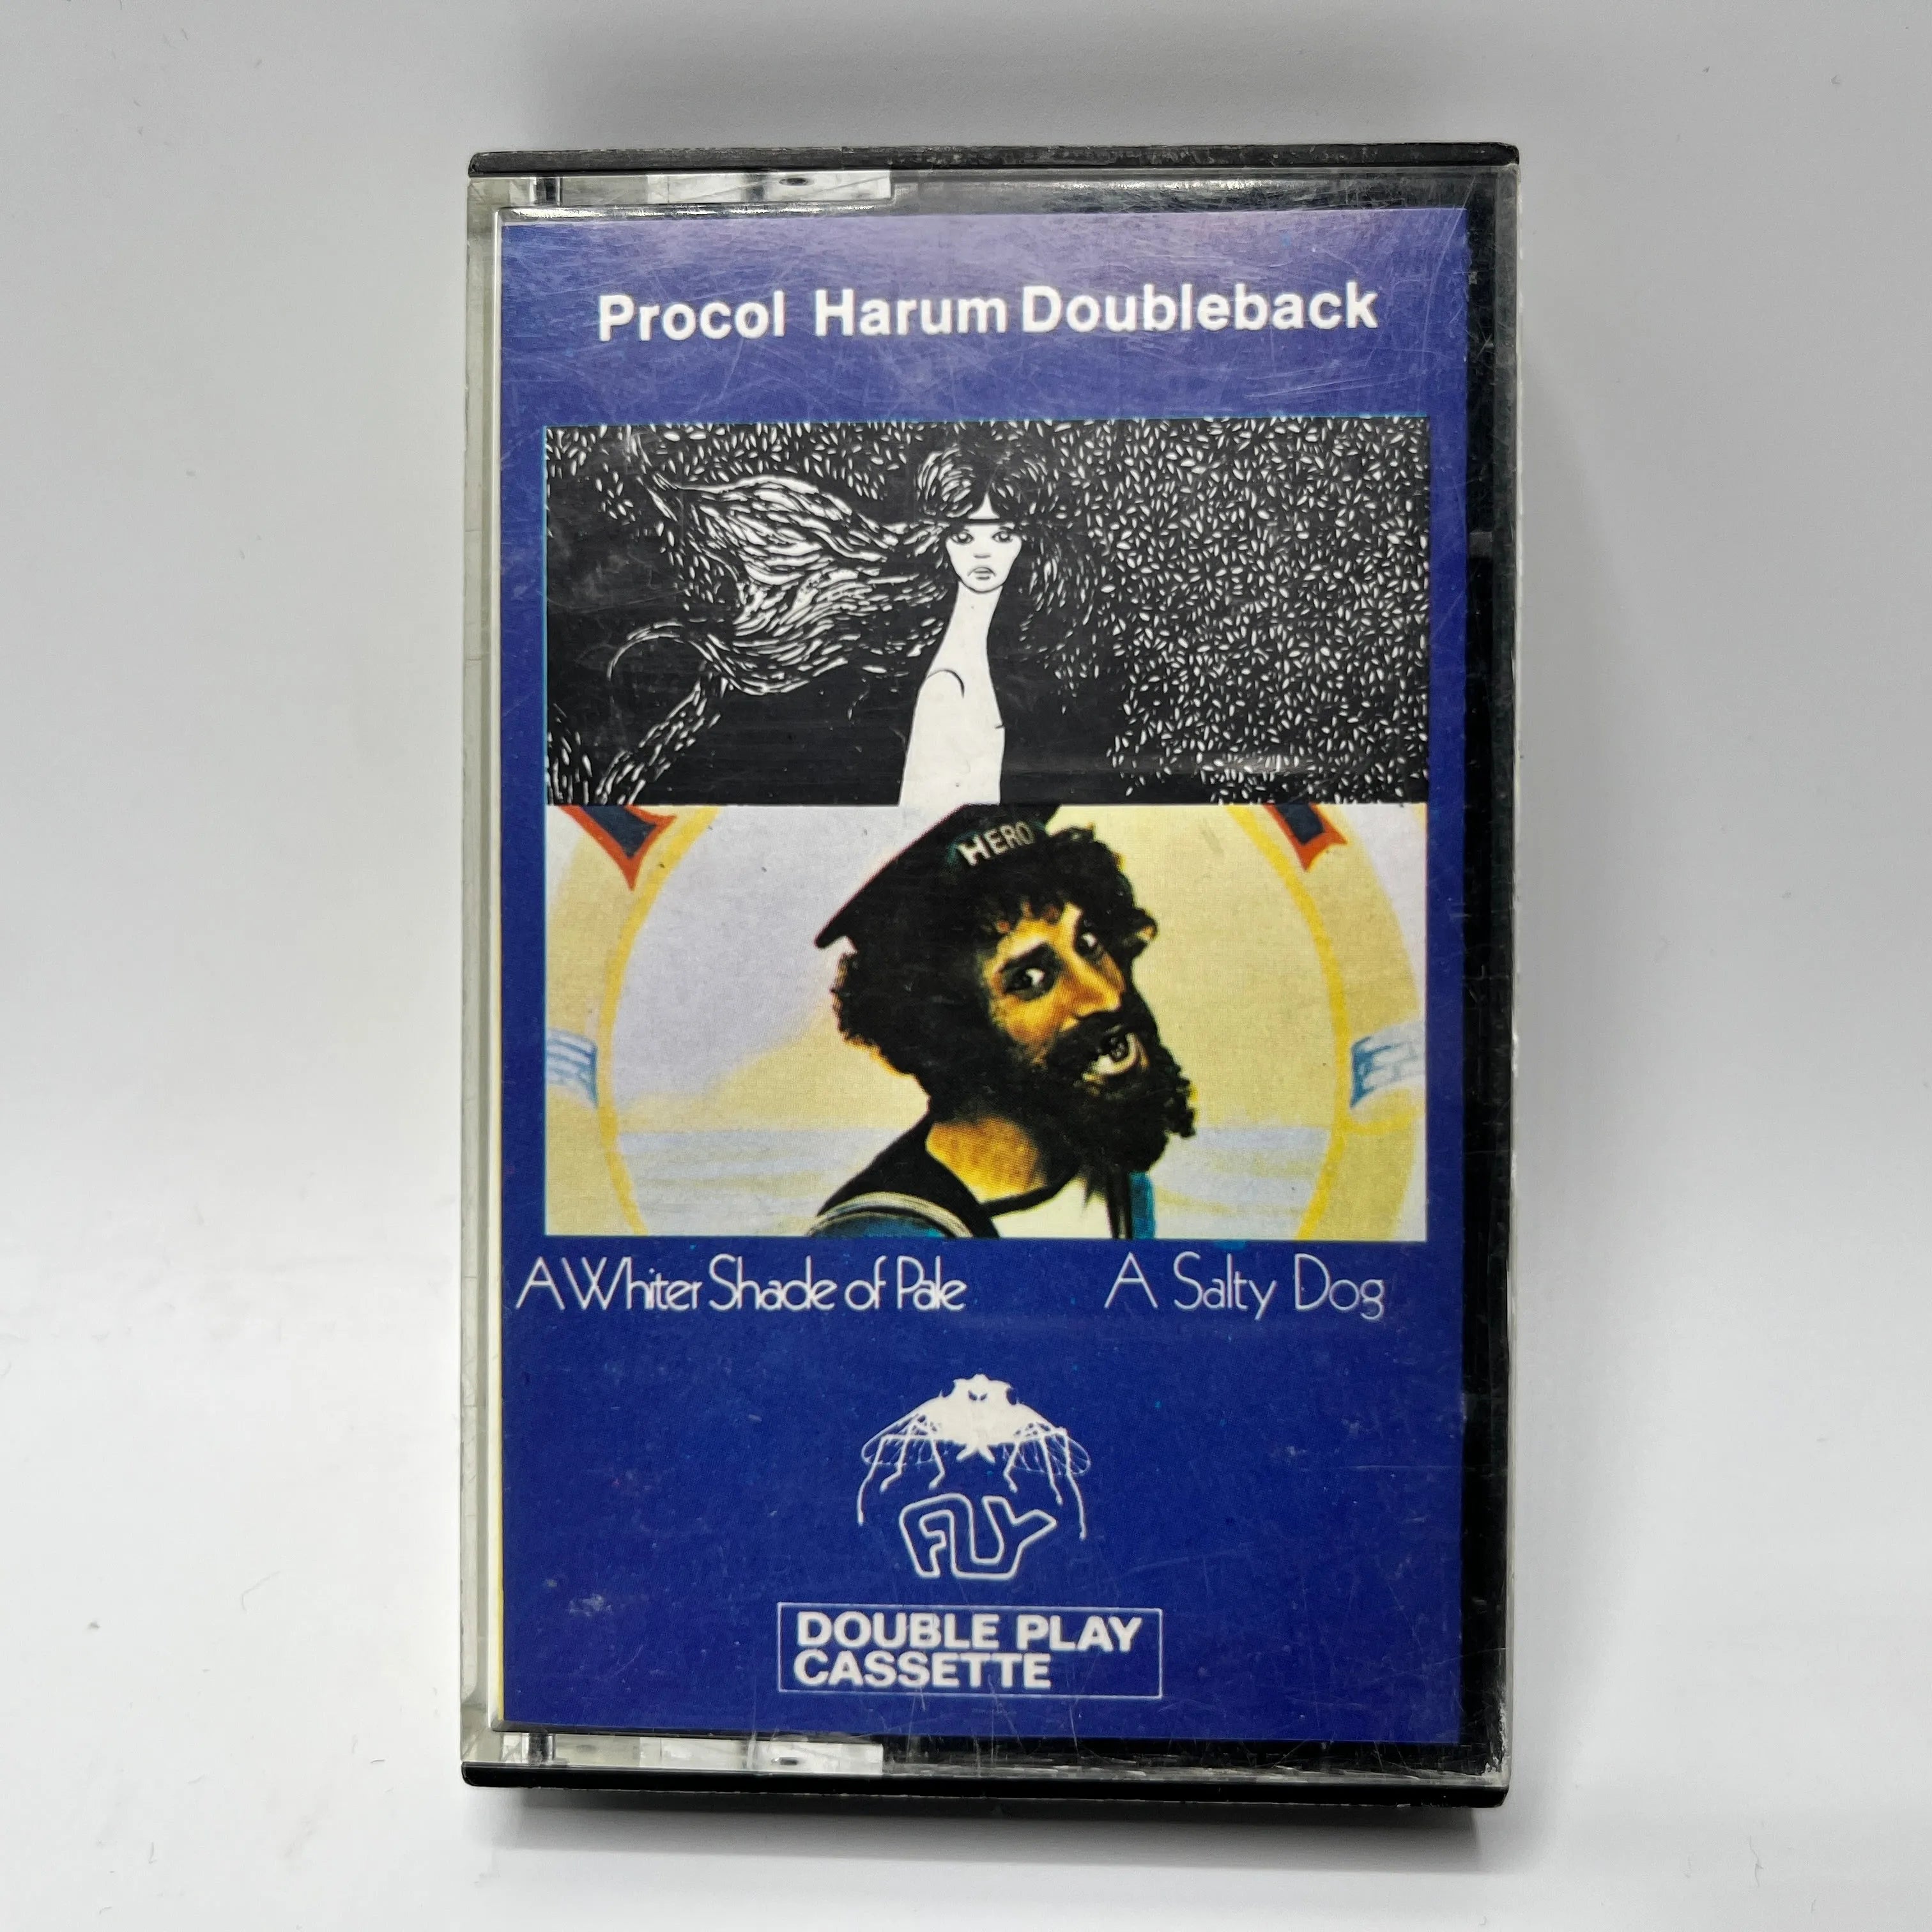 Procol Harum Doubleback
HERO
A Whiter Shade of Pale
A Salty Dog
FLY
DOUBLE PLAY
CASSETTE